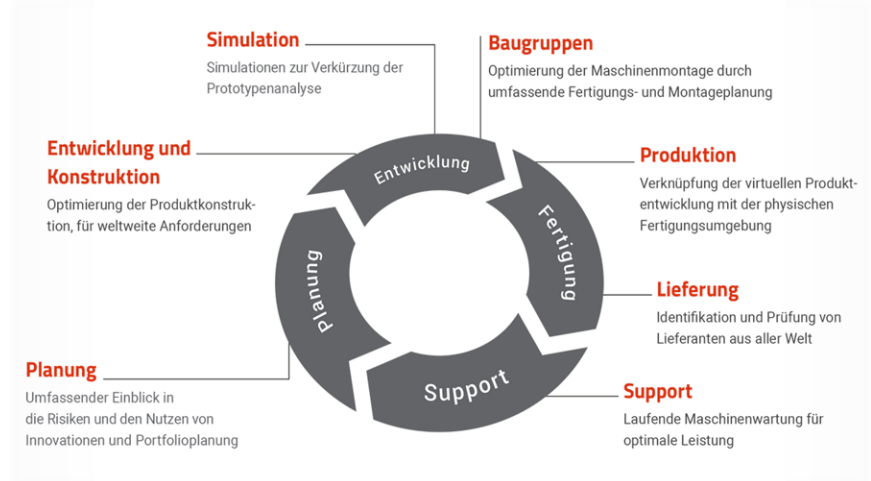 Simulation
Simulationen zur Verkürzung der
Prototypenanalyse
Baugruppen
Optimierung der Maschinenmontage durch
umfassende Fertigungs- und Montageplanung
Entwicklung und
Konstruktion
Optimierung der Produktkonstruk-
tion, für weltweite Anforderungen
Produktion
Verknüpfung der virtuellen Produkt-
entwicklung mit der physischen
Fertigungsumgebung
Entwicklung
Fertigung
Planung
Support
Lieferung
Identifikation und Prüfung von
Lieferanten aus aller Welt
Planung
Umfassender Einblick in
die Risiken und den Nutzen von
Innovationen und Portfolioplanung
Support
Laufende Maschinenwartung für
optimale Leistung